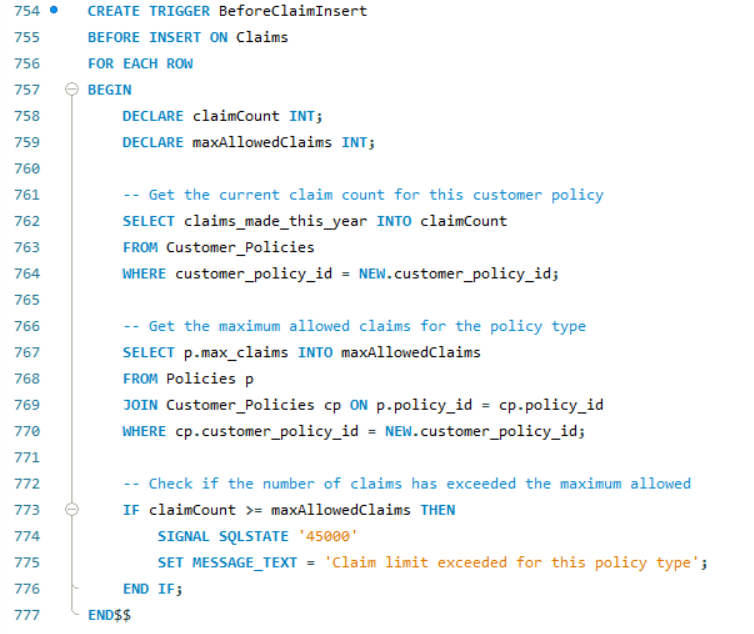 754 CREATE TRIGGER BeforeClaimInsert
755 BEFORE INSERT ON Claims
756 FOR EACH ROW
757 BEGIN
758 DECLARE claimCount INT;
759 DECLARE maxAllowedClaims INT;
760
761 -- Get the current claim count for this customer policy
762 SELECT claims_made_this_year INTO claimCount
763 FROM Customer_Policies
764 WHERE customer_policy_id = NEW.customer_policy_id;
765
766 -- Get the maximum allowed claims for the policy type
767 SELECT p.max_claims INTO maxAllowedClaims
768 FROM Policies p
769 JOIN Customer_Policies cp ON p.policy_id = cp.policy_id
770 WHERE cp.customer_policy_id = NEW.customer_policy_id;
771
772 -- Check if the number of claims has exceeded the maximum allowed
773 IF claimCount >= maxAllowedClaims THEN
774 SIGNAL SQLSTATE '45000'
775 SET MESSAGE_TEXT = 'Claim limit exceeded for this policy type';
776 END IF;
777 END$$